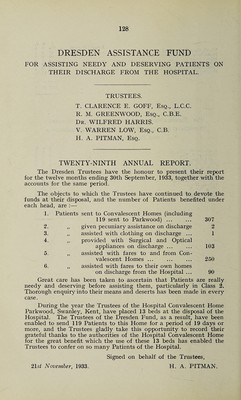 128
DRESDEN ASSISTANCE FUND
FOR ASSISTING NEEDY AND DESERVING PATIENTS ON
THEIR DISCHARGE FROM THE HOSPITAL.
TRUSTEES.
T. CLARENCE E. GOFF, Esq., L.C.C.
R. M. GREENWOOD, Esq., C.B.E.
Dr. WILFRED HARRIS.
V. WARREN LOW, Esq., C.B.
H. A. PITMAN, Esq.
TWENTY-NINTH ANNUAL REPORT.
The Dresden Trustees have the honour to present their report
for the twelve months ending 30th September, 1933, together with the
accounts for the same period.
The objects to which the Trustees have continued to devote the
funds at their disposal, and the number of Patients benefited under
each head, are :—
1. Patients sent to Convalescent Homes (including
119 sent to Parkwood) ... ... 307
2. „ given pecuniary assistance on discharge 2
3. „ assisted with clothing on discharge ... 1
4. „ provided with Surgical and Optical
appliances on discharge ... ... 103
5. „ assisted with fares to and from Con-
valescent Homes ... ... ... 250
6. „ assisted with fares to their own homes
on discharge from the Hospital ... 90
Great care has been taken to ascertain that Patients are really
needy and deserving before assisting them, particularly in Class 2.
Thorough enquiry into their means and deserts has been made in every
case.
During the year the Trustees of the Hospital Convalescent Home
Parkwood, Swanley, Kent, have placed 13 beds at the disposal of the
Hospital. The Trustees of the Dresden Fund, as a result, have been
enabled to send 119 Patients to this Home for a period of 19 days or
more, and the Trustees gladly take this opportunity to record their
grateful thanks to the authorities of the Hospital Convalescent Home
for the great benefit which the use of these 13 beds has enabled the
Trustees to confer on so many Patients of the Hospital.
Signed on behalf of the Trustees,
21st November, 1933. H. A. PITMAN.